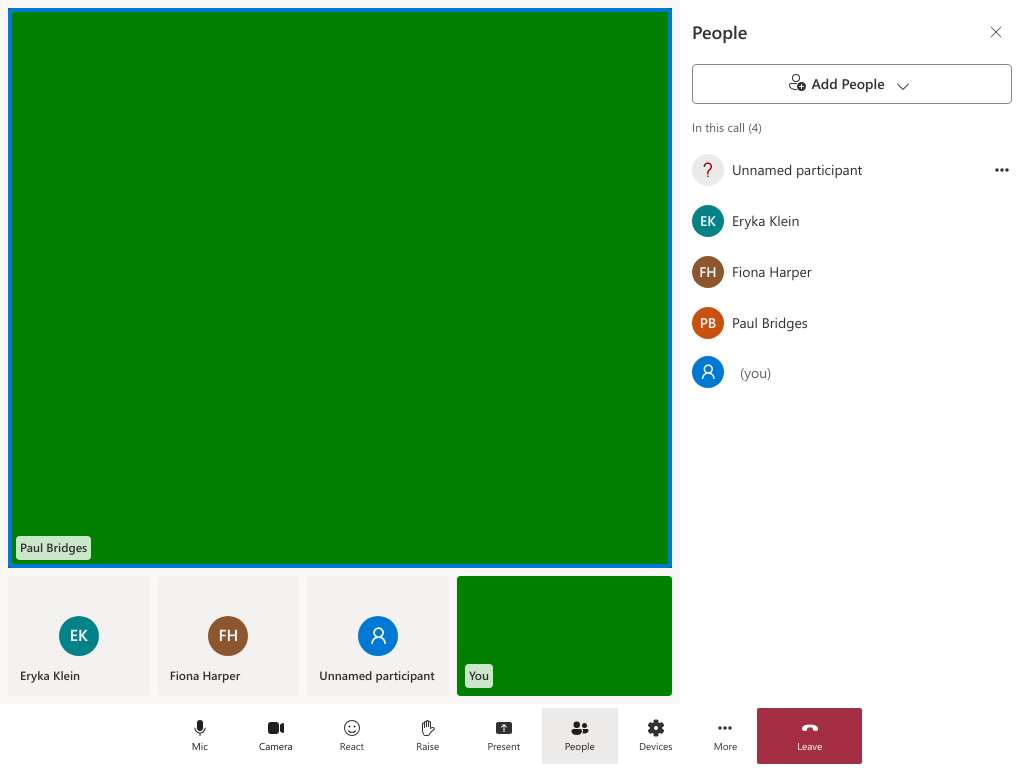 People
Add People
In this call (4)
? Unnamed participant
EK Eryka Klein
FH Fiona Harper
PB Paul Bridges
(you)
Paul Bridges
EK
Eryka Klein
FH
Fiona Harper
Unnamed participant
You
Mic
Camera
React
Raise
Present
People
Devices
More
Leave